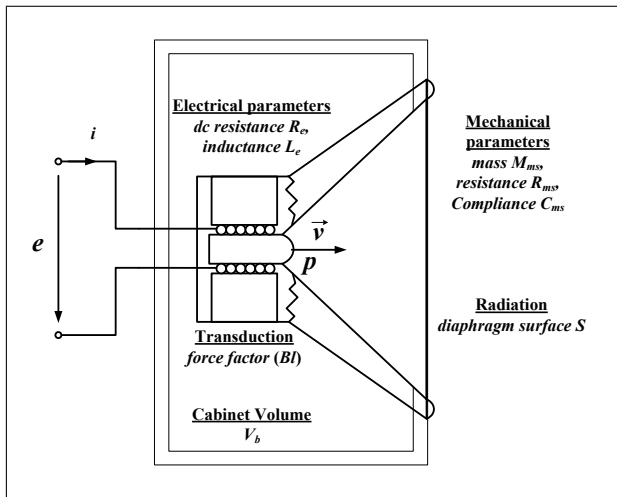 Electrical parameters
dc resistance Re,
inductance Le
i
e
Mechanical
parameters
mass Mms,
resistance Rms,
Compliance Cms
v
p
Radiation
diaphragm surface S
Transduction
force factor (Bl)
Cabinet Volume
Vb